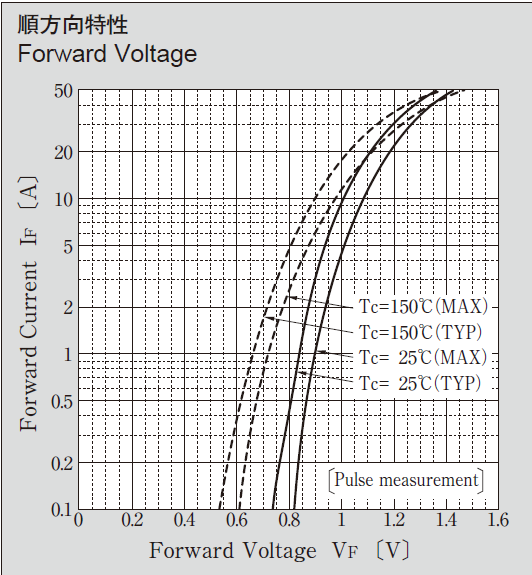 順方向特性
Forward Voltage
50
20
10
5
2
1
0.5
0.2
0.1
Forward Current IF 〔A〕
Tc=150℃(MAX)
Tc=150℃(TYP)
Tc= 25℃(MAX)
Tc= 25℃(TYP)
[Pulse measurement]
0 0.2 0.4 0.6 0.8 1 1.2 1.4 1.6
Forward Voltage VF 〔V〕